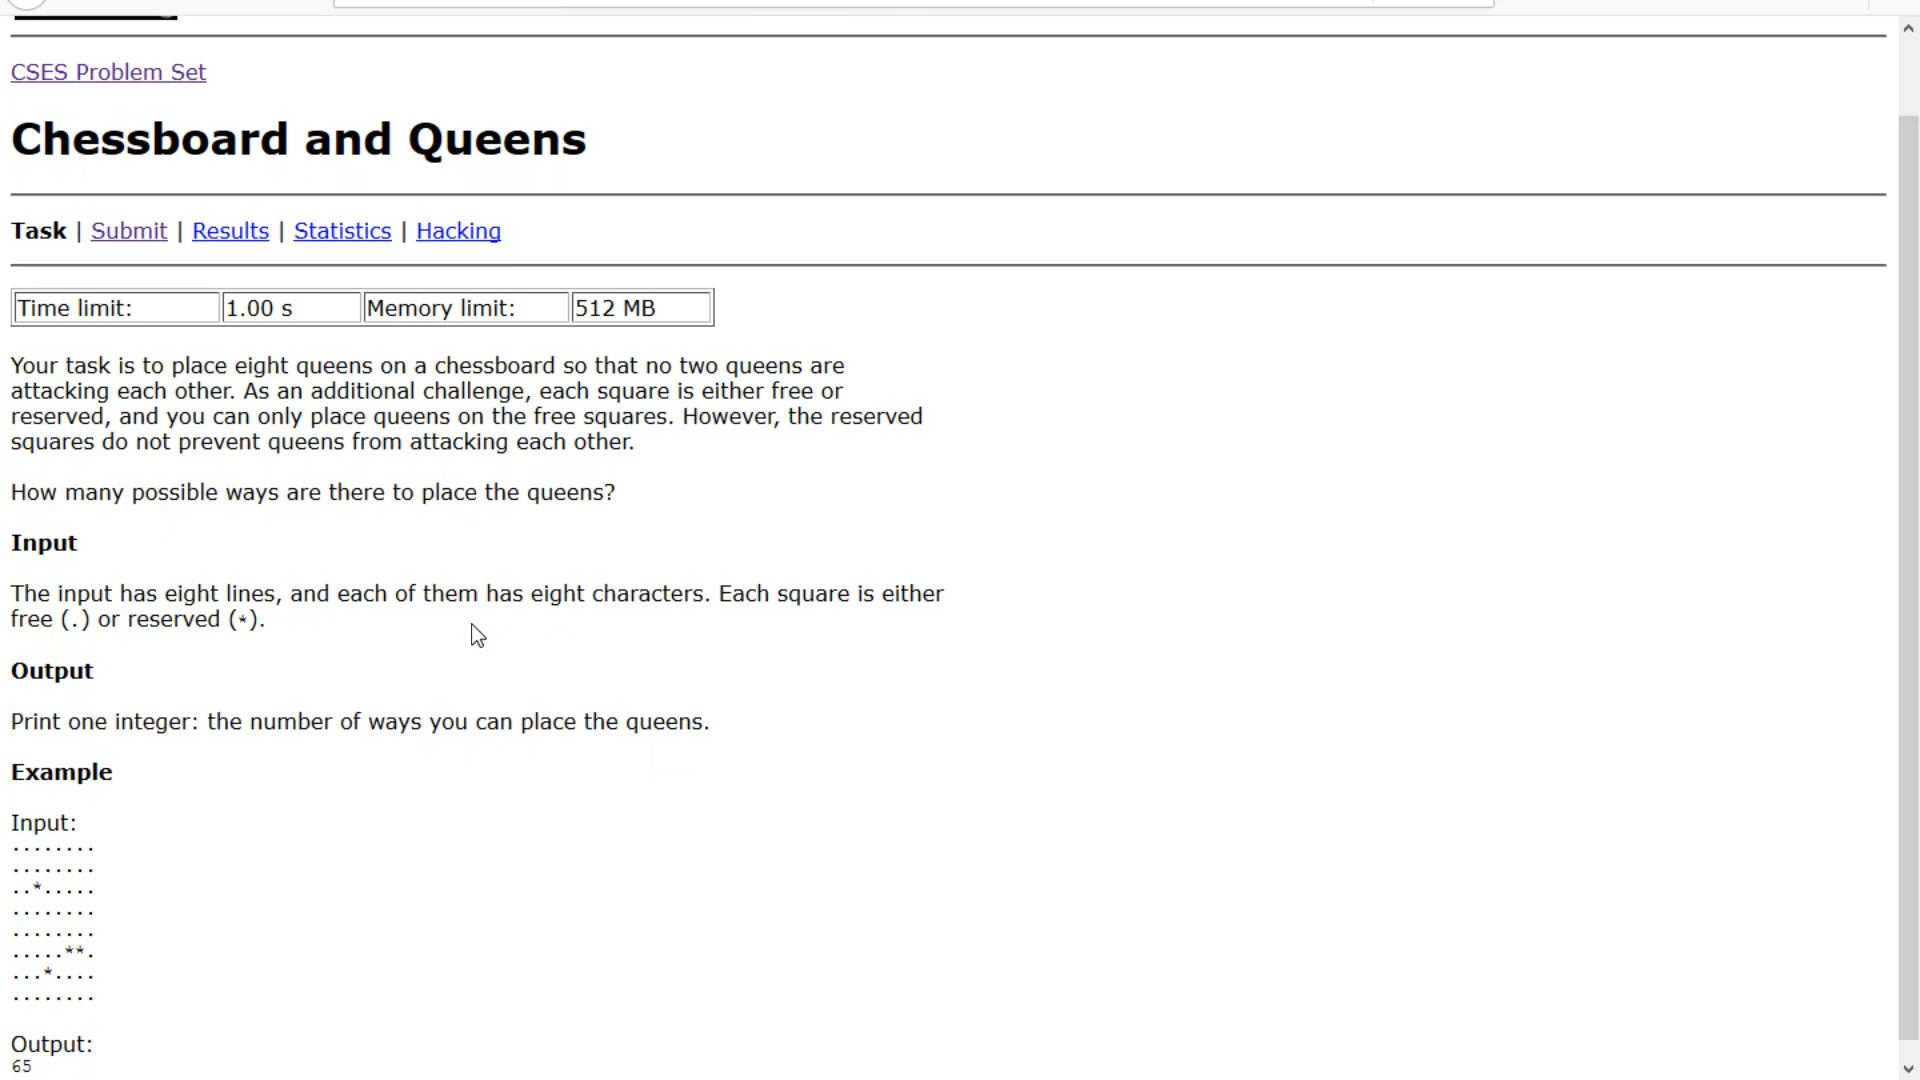 CSES Problem Set
Chessboard and Queens
Task | Submit | Results | Statistics | Hacking
Time limit: 1.00 s Memory limit: 512 MB
Your task is to place eight queens on a chessboard so that no two queens are
attacking each other. As an additional challenge, each square is either free or
reserved, and you can only place queens on the free squares. However, the reserved
squares do not prevent queens from attacking each other.
How many possible ways are there to place the queens?
Input
The input has eight lines, and each of them has eight characters. Each square is either
free (.) or reserved (*).
Output
Print one integer: the number of ways you can place the queens.
Example
Input:
........
........
..*.....
........
........
.....**.
...*....
........
Output:
65